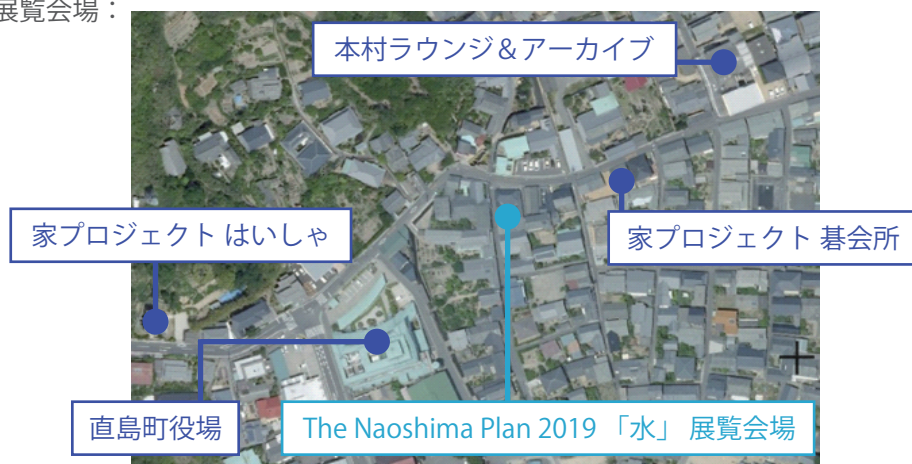 展覧会場：
本村ラウンジ＆アーカイブ
家プロジェクト はいしゃ
家プロジェクト 碁会所
直島町役場
The Naoshima Plan 2019 「水」 展覧会場